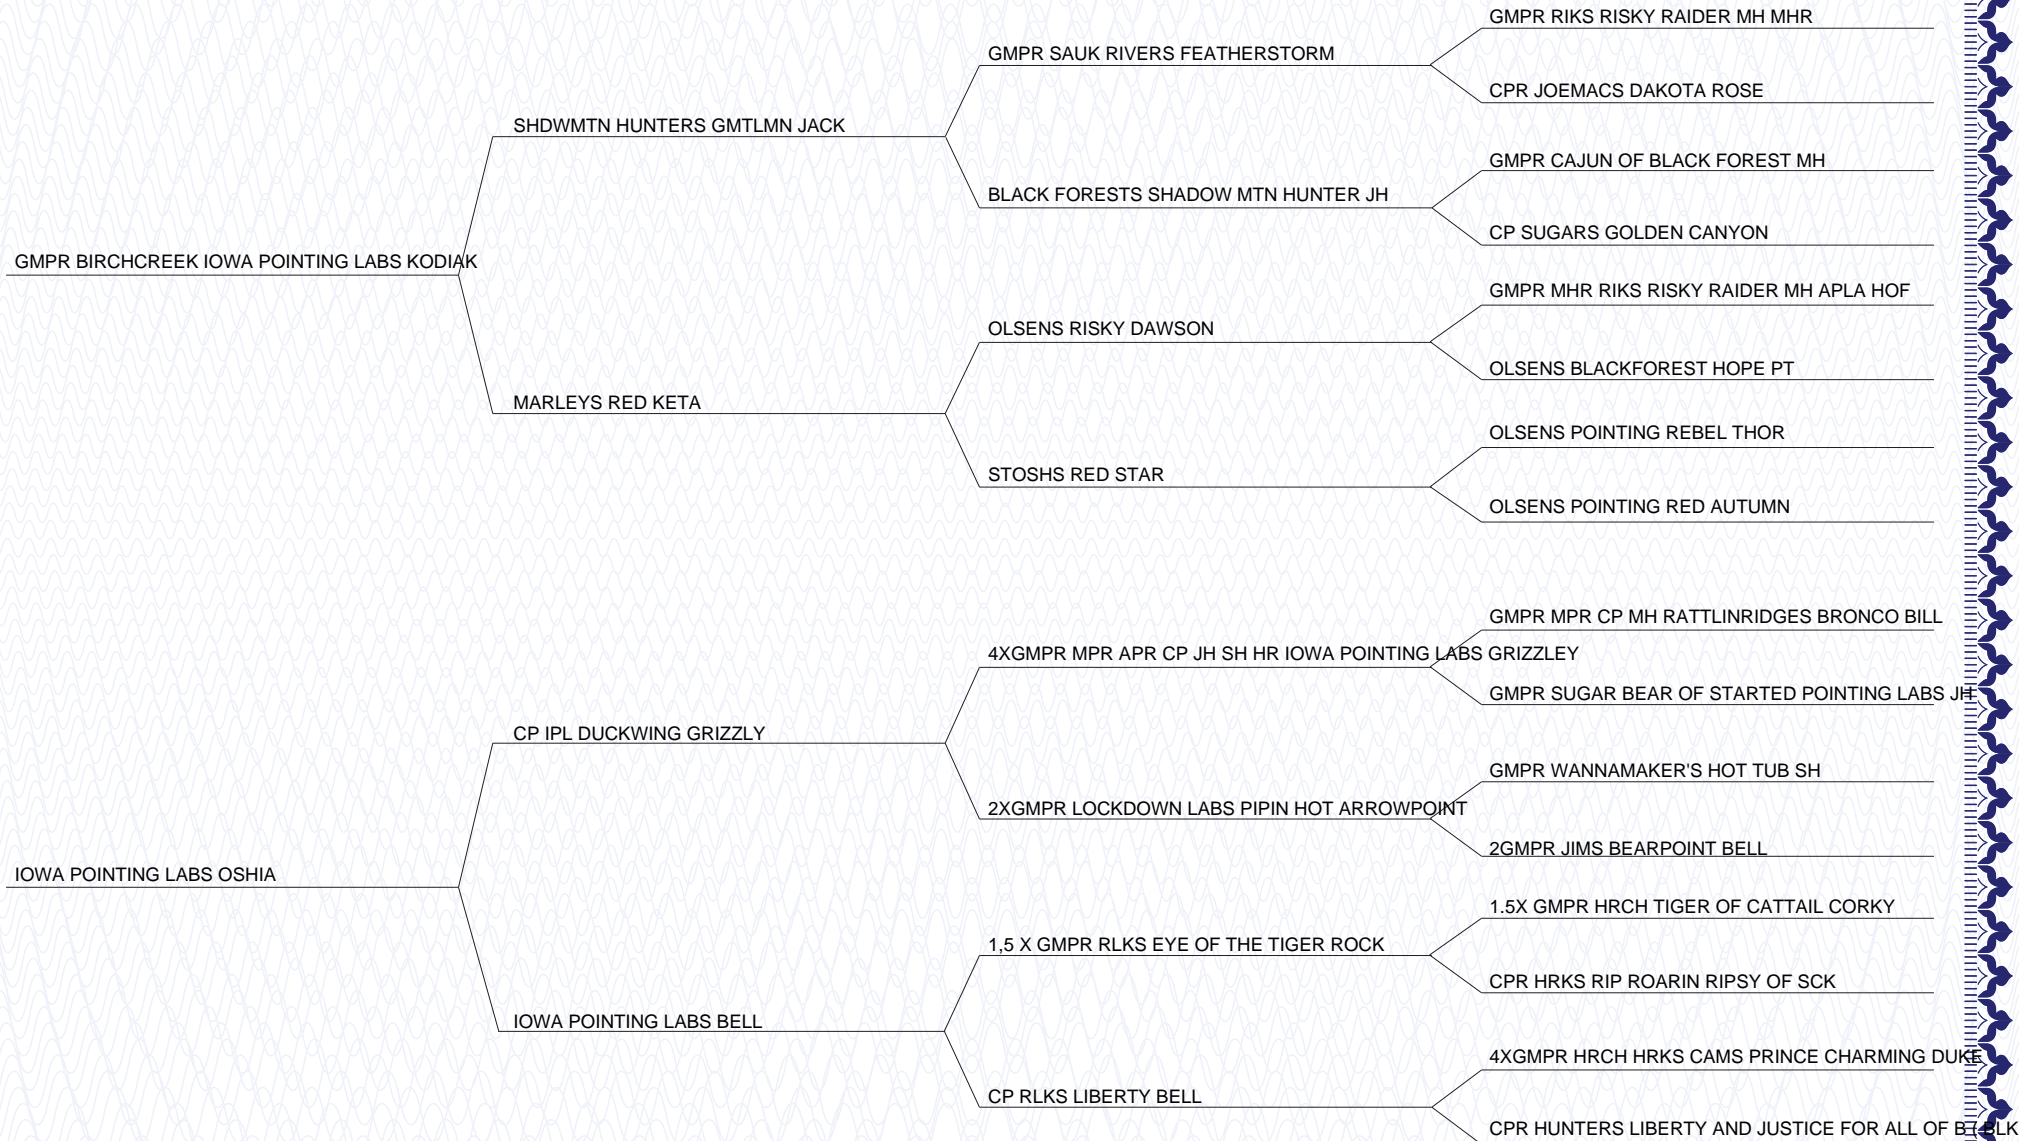 GMPR RIKS RISKY RAIDER MH MHR
GMPR SAUK RIVERS FEATHERSTORM
CPR JOEMACS DAKOTA ROSE
SHDWMTN HUNTERS GMTLMN JACK
GMPR CAJUN OF BLACK FOREST MH
BLACK FORESTS SHADOW MTN HUNTER JH
CP SUGARS GOLDEN CANYON
GMPR BIRCHCREEK IOWA POINTING LABS KODIAK
GMPR MHR RIKS RISKY RAIDER MH APLA HOF
OLSENS RISKY DAWSON
OLSENS BLACKFOREST HOPE PT
MARLEYS RED KETA
OLSENS POINTING REBEL THOR
STOSHS RED STAR
OLSENS POINTING RED AUTUMN
GMPR MPR CP MH RATTLINRIDGES BRONCO BILL
4XGMPR MPR APR CP JH SH HR IOWA POINTING LABS GRIZZLEY
GMPR SUGAR BEAR OF STARTED POINTING LABS JH
CP IPL DUCKWING GRIZZLY
GMPR WANNAMAKER'S HOT TUB SH
2XGMPR LOCKDOWN LABS PIPIN HOT ARROWPOINT
2GMPR JIMS BEARPOINT BELL
IOWA POINTING LABS OSHIA
1.5X GMPR HRCH TIGER OF CATTAIL CORKY
1,5 X GMPR RLKS EYE OF THE TIGER ROCK
CPR HRKS RIP ROARIN RIPSY OF SCK
IOWA POINTING LABS BELL
4XGMPR HRCH HRKS CAMS PRINCE CHARMING DUKE
CP RLKS LIBERTY BELL
CPR HUNTERS LIBERTY AND JUSTICE FOR ALL OF B ( BLK